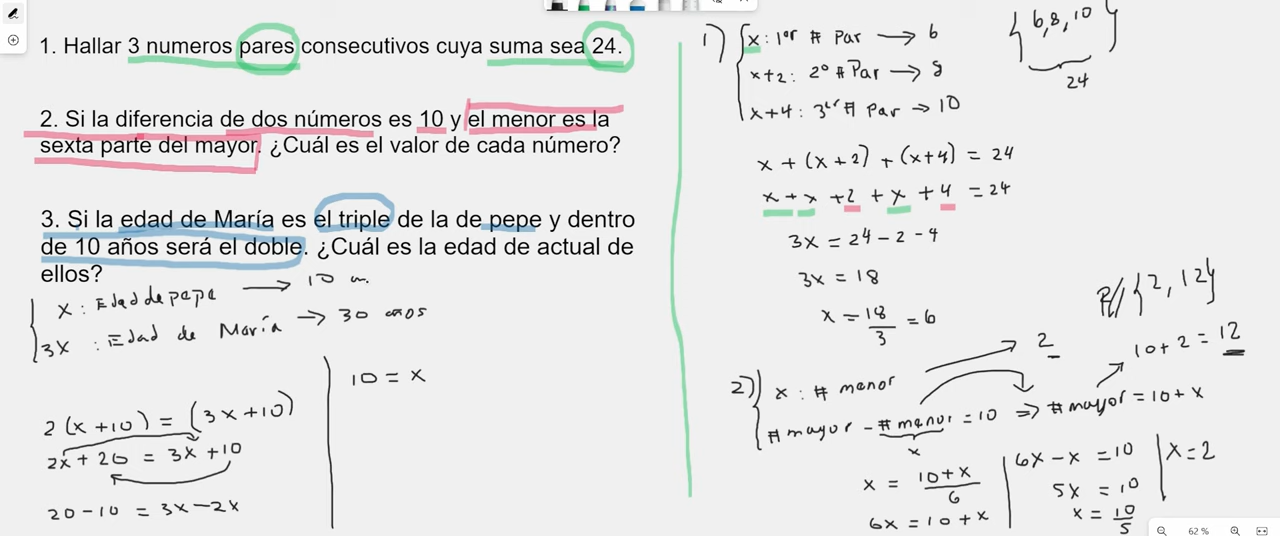 1. Hallar 3 numeros pares consecutivos cuya suma sea 24.
2. Si la diferencia de dos números es 10 y el menor es la
sexta parte del mayor. ¿Cuál es el valor de cada número?
3. Si la edad de María es el triple de la de pepe y dentro
de 10 años será el doble. ¿Cuál es la edad de actual de
ellos?
x : Edad de pepe → 10 a.
3x : Edad de María → 30 años
2(x+10) = (3x+10)
2x + 20 = 3x + 10
20 - 10 = 3x - 2x
10 = x
1) x : 1er # Par → 6
x+2 : 2° # Par → 8
x+4 : 3er # Par → 10
{6, 8, 10}
24
x + (x+2) + (x+4) = 24
x + x + 2 + x + 4 = 24
3x = 24 - 2 - 4
3x = 18
x = 18/3 = 6
R// {2, 12}
2) x : # menor
2
10 + 2 = 12
# mayor - # menor = 10 ⇒ # mayor = 10 + x
x
x = 10+x/6
6x = 10 + x
6x - x = 10
5x = 10
x = 10/5
x = 2
62 %